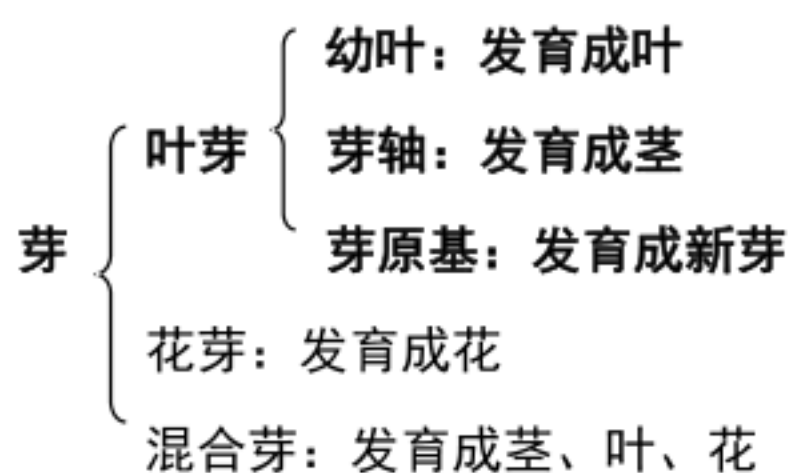 幼叶：发育成叶
叶芽
芽轴：发育成茎
芽
芽原基：发育成新芽
花芽：发育成花
混合芽：发育成茎、叶、花